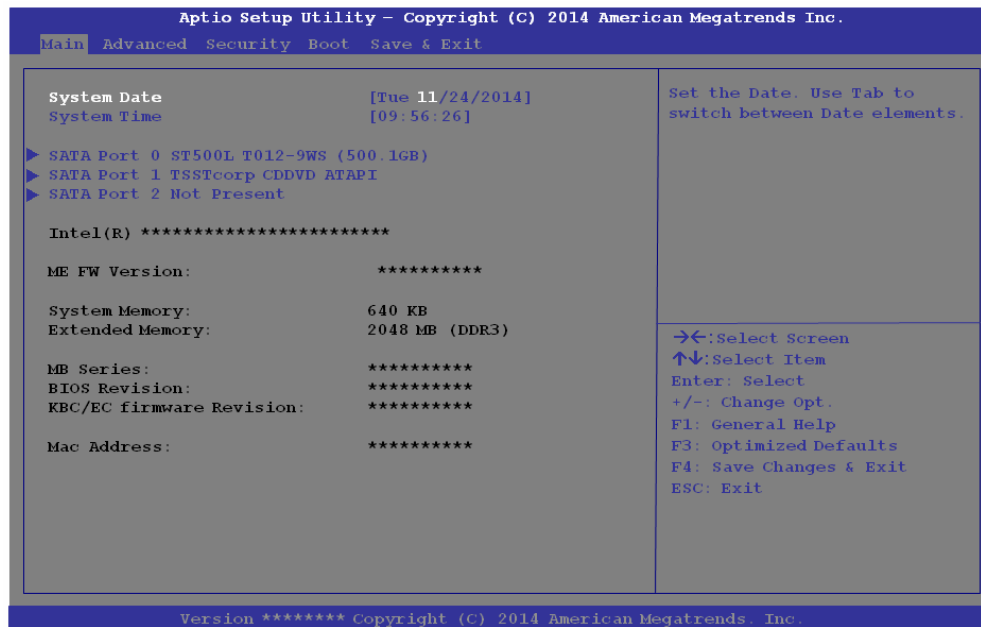 Aptio Setup Utility – Copyright (C) 2014 American Megatrends Inc.
Main Advanced Security Boot Save & Exit
System Date [Tue 11/24/2014]
System Time [09:56:26]
SATA Port 0 ST500L T012-9WS (500.1GB)
SATA Port 1 TSSTcorp CDDVD ATAPI
SATA Port 2 Not Present
Intel(R) ************************
ME FW Version: **********
System Memory: 640 KB
Extended Memory: 2048 MB (DDR3)
MB Series: **********
BIOS Revision: **********
KBC/EC firmware Revision: **********
Mac Address: **********
Set the Date. Use Tab to
switch between Date elements.
→←:Select Screen
↑↓:Select Item
Enter: Select
+/-: Change Opt.
F1: General Help
F3: Optimized Defaults
F4: Save Changes & Exit
ESC: Exit
Version ******** Copyright (C) 2014 American Megatrends. Inc.